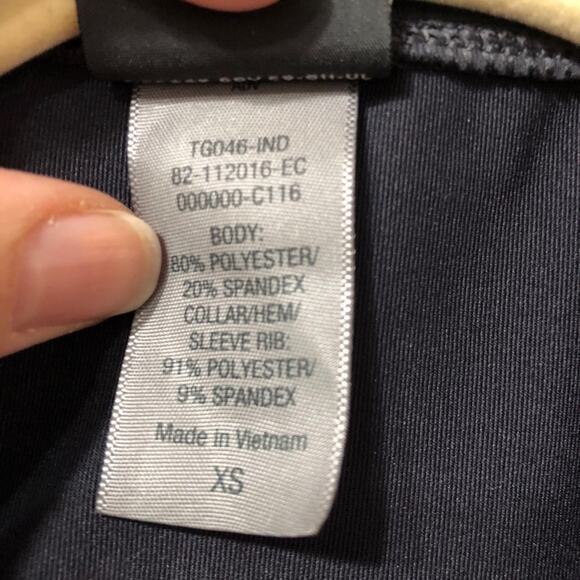 TG046-IND
82-112016-EC
000000-C116
BODY:
80% POLYESTER/
20% SPANDEX
COLLAR/HEM/
SLEEVE RIB:
91% POLYESTER/
9% SPANDEX
Made in Vietnam
XS